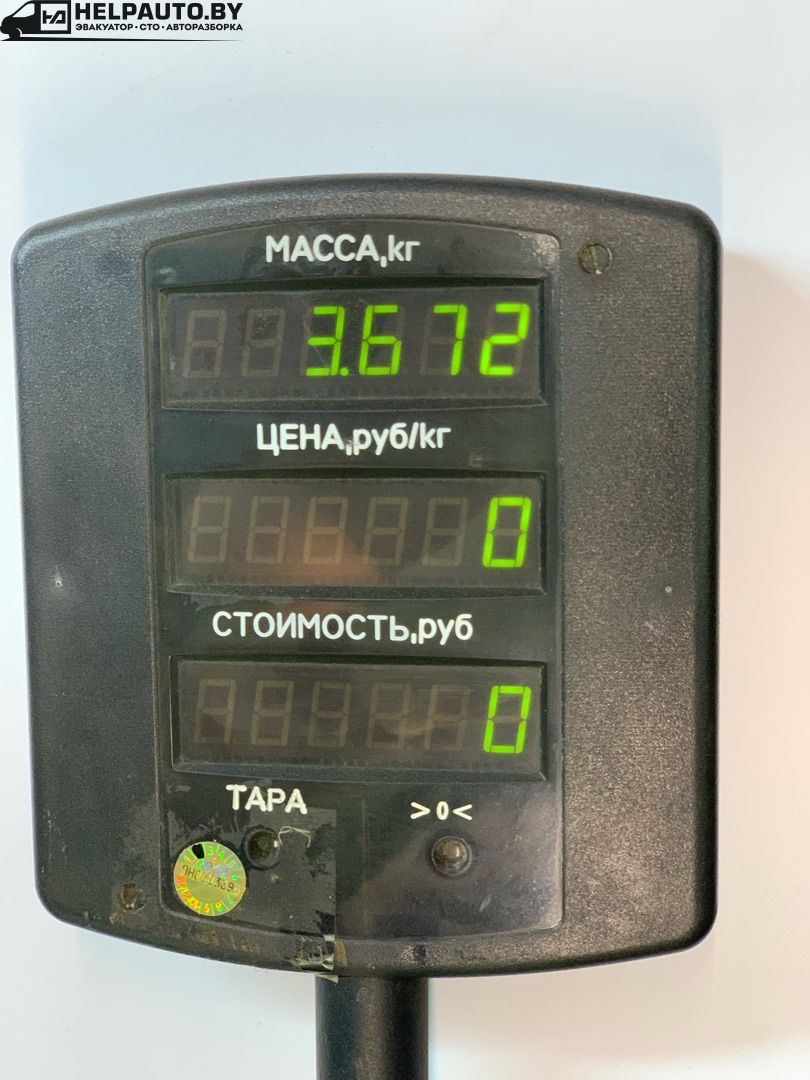 HELPAUTO.BY
ЭВАКУАТОР · СТО · АВТОРАЗБОРКА
МАССА,кг
3.672
ЦЕНА,руб/кг
0
СТОИМОСТЬ,руб
0
ТАРА >0<